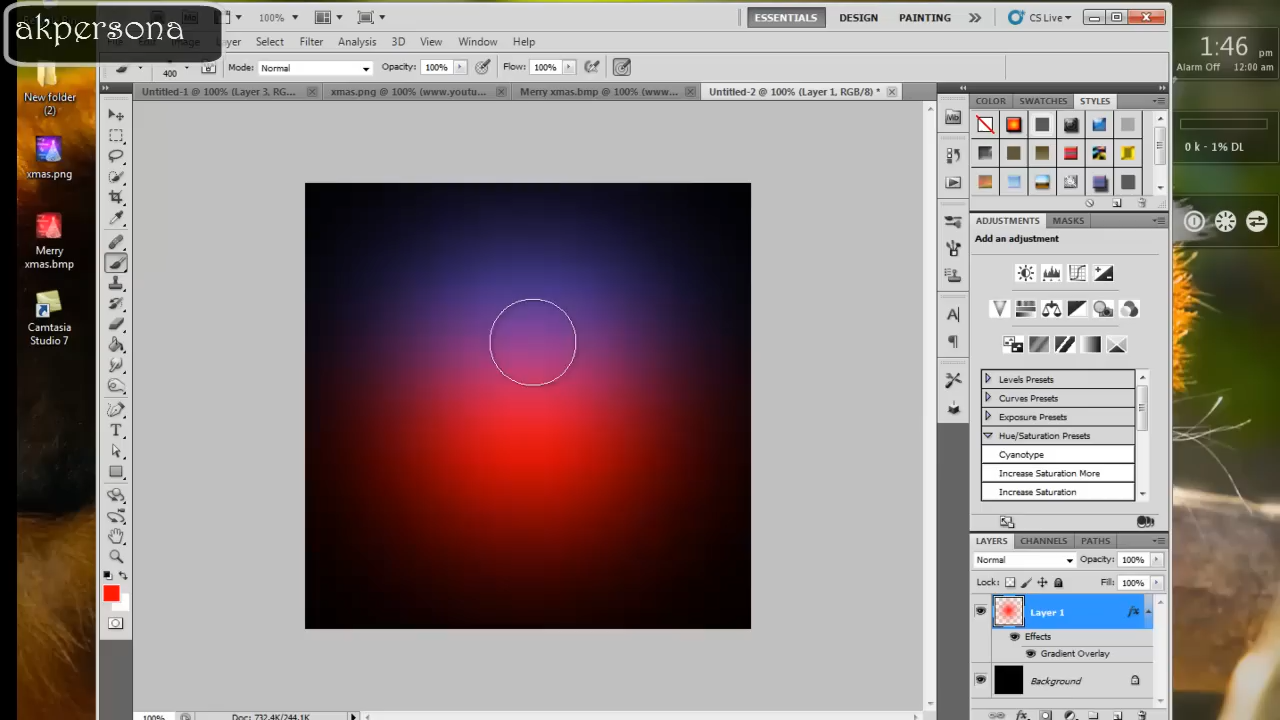 akpersona
100%
ESSENTIALS
DESIGN
PAINTING
CS Live
1:46 pm
Alarm Off 12:00 am
Image
Layer
Select
Filter
Analysis
3D
View
Window
Help
400
Mode: Normal
Opacity: 100%
Flow: 100%
Untitled-1 @ 100% (Layer 3, RG...
xmas.png @ 100% (www.youtu...
Merry xmas.bmp @ 100% (www...
Untitled-2 @ 100% (Layer 1, RGB/8) *
New folder
(2)
xmas.png
Merry
xmas.bmp
Camtasia
Studio 7
COLOR
SWATCHES
STYLES
0 k - 1% DL
ADJUSTMENTS
MASKS
Add an adjustment
Levels Presets
Curves Presets
Exposure Presets
Hue/Saturation Presets
Cyanotype
Increase Saturation More
Increase Saturation
LAYERS
CHANNELS
PATHS
Normal
Opacity: 100%
Lock:
Fill: 100%
Layer 1
fx
Effects
Gradient Overlay
Background
100%
Doc: 732.4K/244.1K